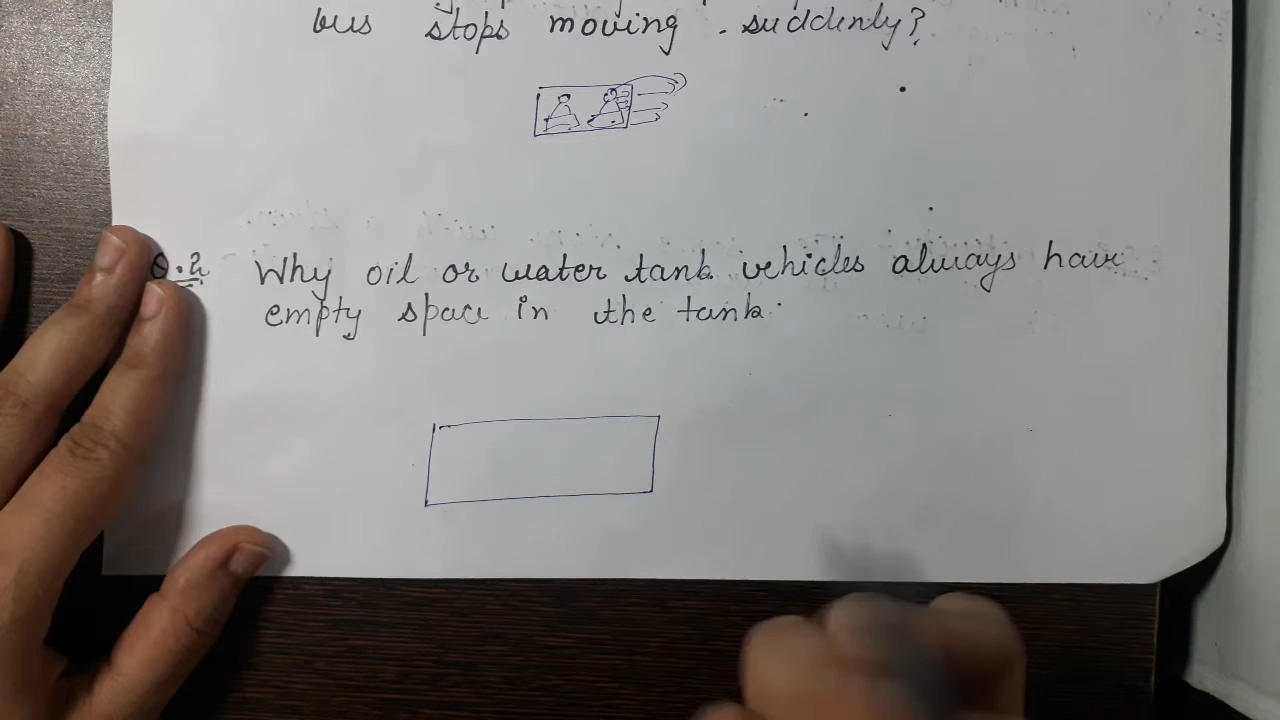 bus stops moving . suddenly?
Q.2 Why oil or water tank vehicles always have
empty space in the tank.